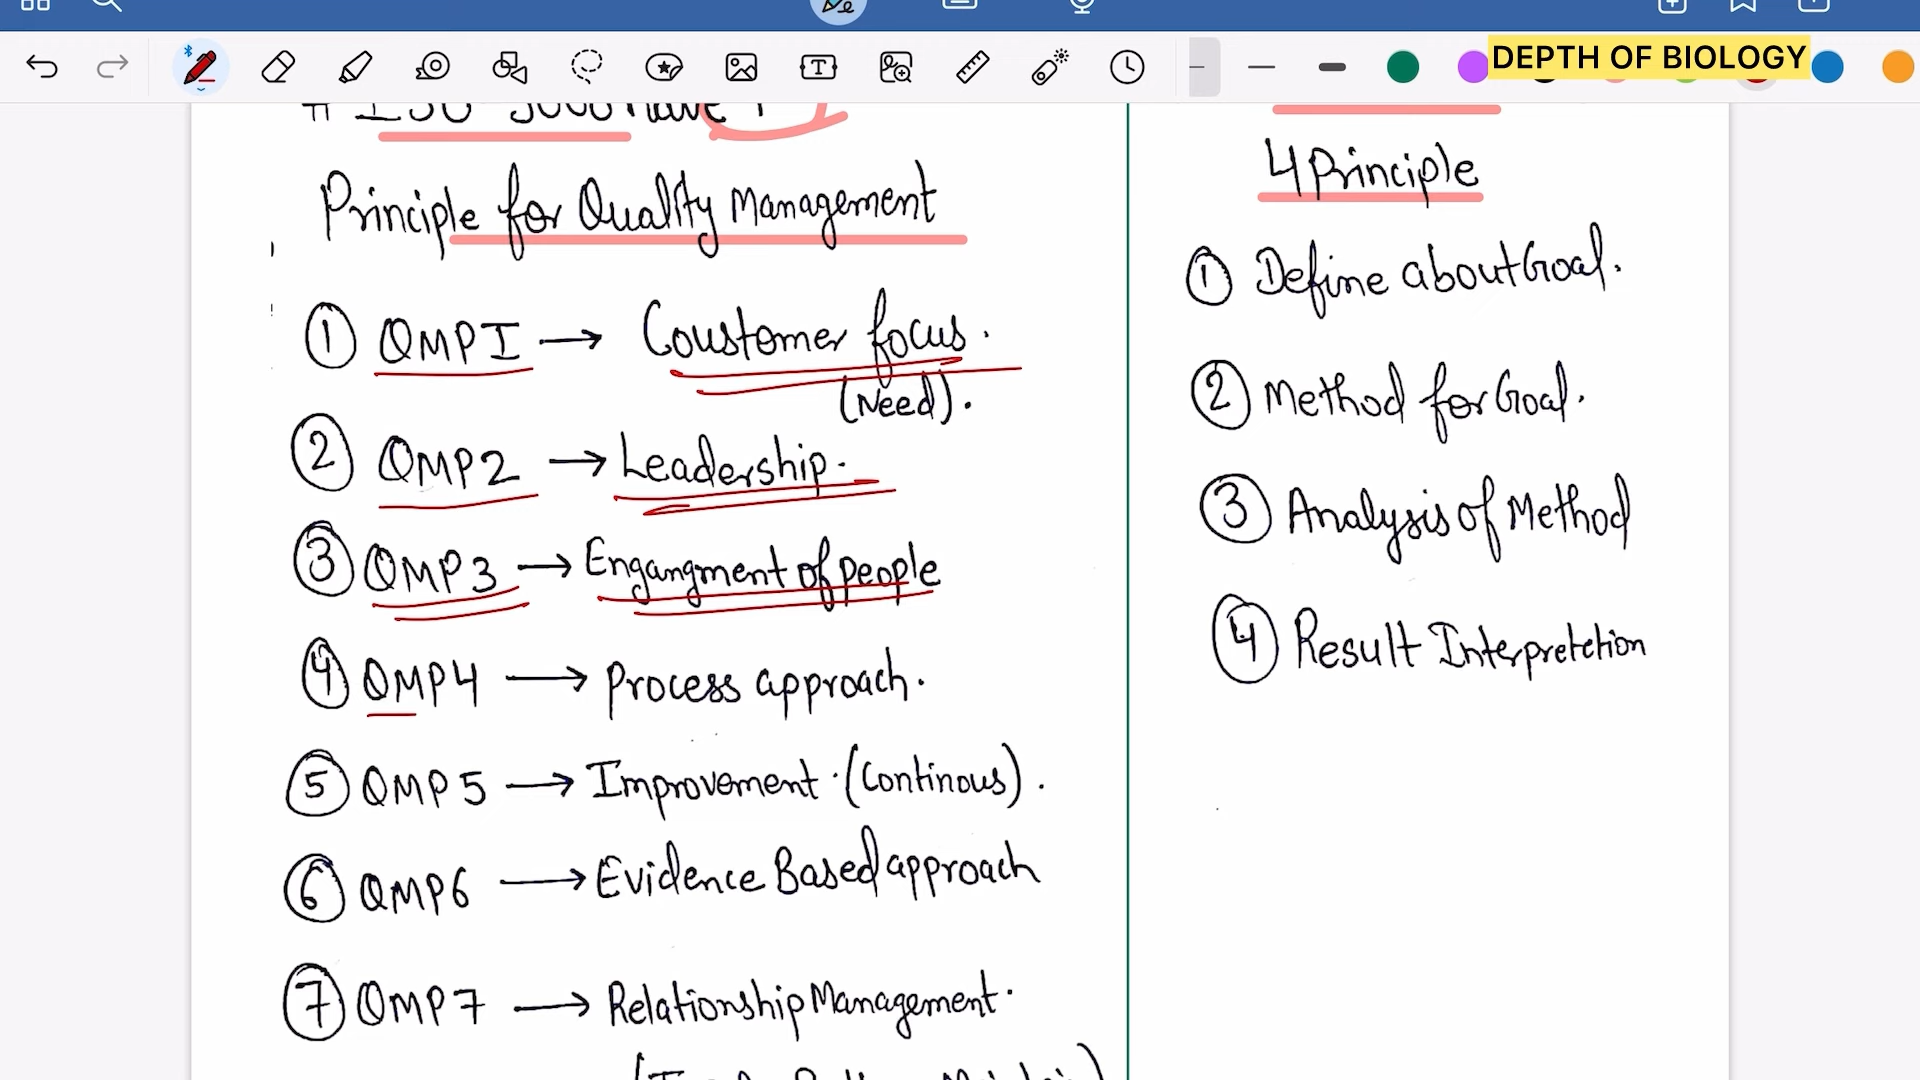 DEPTH OF BIOLOGY
Principle for Quality Management
① QMPI → Coustomer focus.
(Need).
② QMP2 → Leadership.
③ QMP3 → Engangment of people
④ QMP4 → Process approach.
⑤ QMP5 → Improvement. (Continous).
⑥ QMP6 → Evidence Based approach
⑦ QMP7 → Relationship Management.
4 Principle
① Define about Goal.
② Method for Goal.
③ Analysis of Method
④ Result Interpretetion